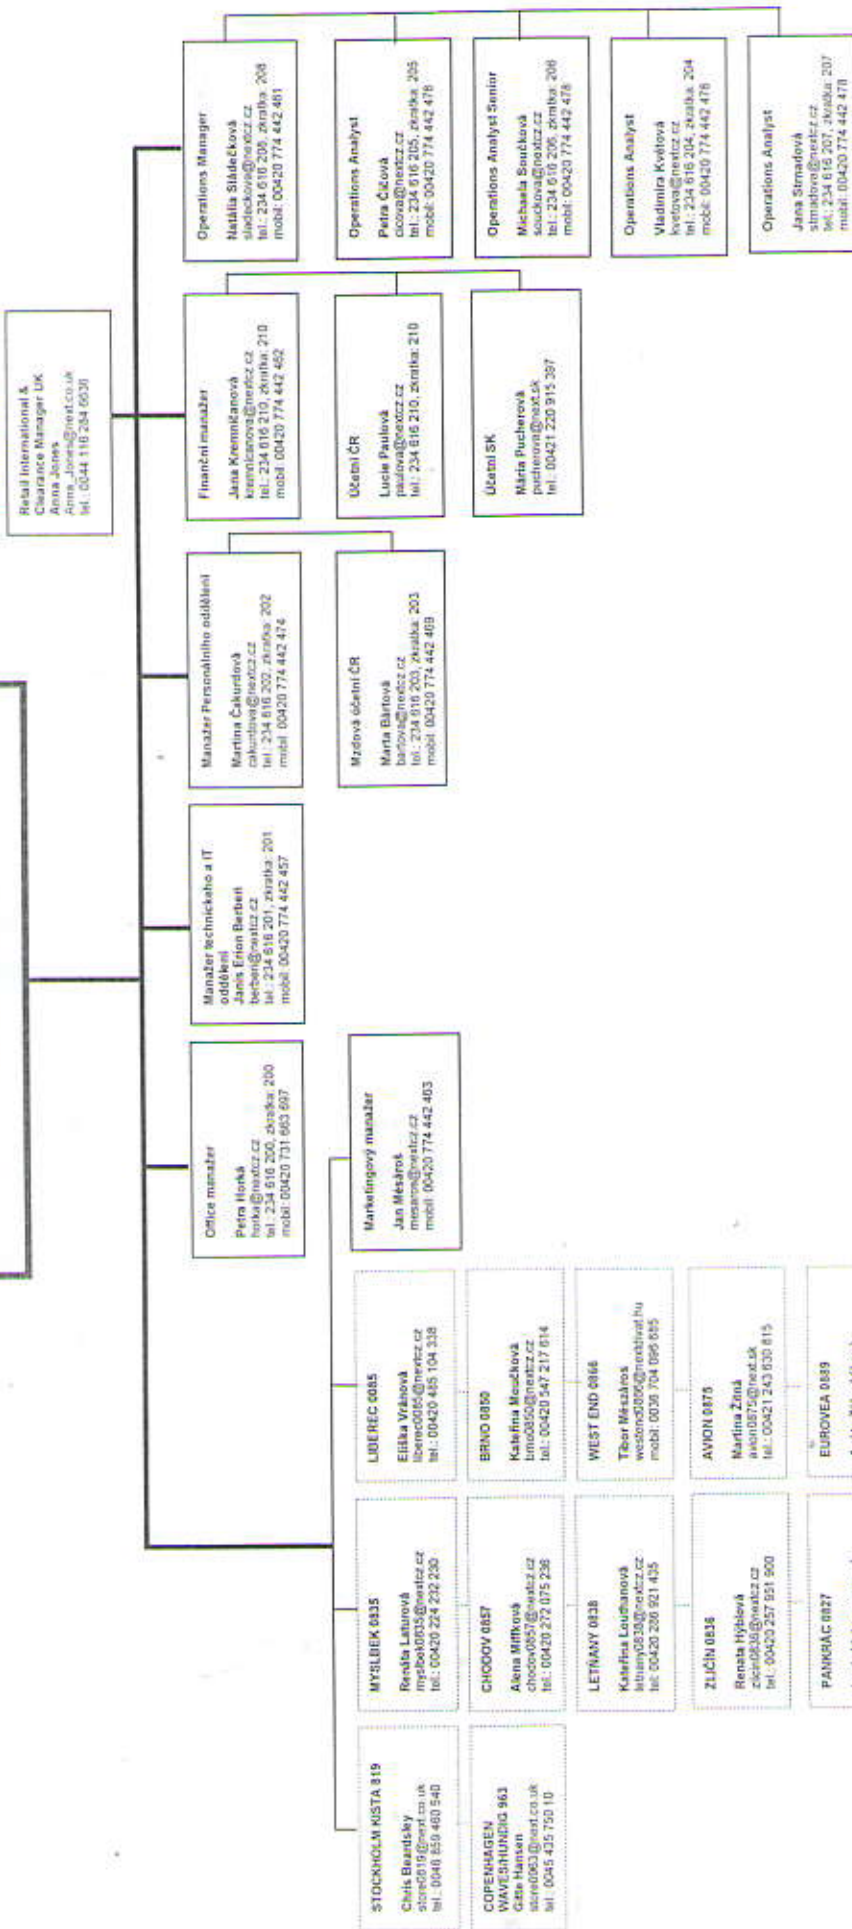 Retail International &
Clearance Manager UK
Anna Jones
Anna_Jones@next.co.uk
tel.: 0044 116 284 6638
Operations Manager
Natália Sládečková
sladeckova@nextcz.cz
tel.: 234 616 208, zkratka: 208
mobil: 00420 774 442 461
Operations Analyst
Petra Čičová
cicova@nextcz.cz
tel.: 234 616 205, zkratka: 205
mobil: 00420 774 442 478
Operations Analyst Senior
Michaela Součková
souckova@nextcz.cz
tel.: 234 616 206, zkratka: 206
mobil: 00420 774 442 478
Operations Analyst
Vladimíra Květová
kvetova@nextcz.cz
tel.: 234 616 204, zkratka: 204
mobil: 00420 774 442 478
Operations Analyst
Jana Strnadová
strnadova@nextcz.cz
tel.: 234 616 207, zkratka: 207
mobil: 00420 774 442 478
Finanční manažer
Jana Kremničanová
kremnicanova@nextcz.cz
tel.: 234 616 210, zkratka: 210
mobil: 00420 774 442 462
Účetní ČR
Lucie Paulová
paulova@nextcz.cz
tel.: 234 616 210, zkratka: 210
Účetní SK
Mária Pucherová
pucherova@next.sk
tel.: 00421 220 915 397
Manažer Personálního oddělení
Martina Čakurdová
cakurdova@nextcz.cz
tel.: 234 616 202, zkratka: 202
mobil: 00420 774 442 474
Mzdová účetní ČR
Marta Bártová
bartova@nextcz.cz
tel.: 234 616 203, zkratka: 203
mobil: 00420 774 442 469
Manažer technického a IT
oddělení
Janis Erion Berberi
berberi@nextcz.cz
tel.: 234 616 201, zkratka: 201
mobil: 00420 774 442 457
Office manažer
Petra Horká
horka@nextcz.cz
tel.: 234 616 200, zkratka: 200
mobil: 00420 731 663 697
Marketingový manažer
Jan Mésároš
mesaros@nextcz.cz
mobil: 00420 774 442 463
LIBEREC 0085
Eliška Vránová
liberec0085@nextcz.cz
tel.: 00420 485 104 338
BRNO 0850
Kateřina Moučková
brno0850@nextcz.cz
tel.: 00420 547 217 614
WEST END 0866
Tibor Mészáros
westend0866@nextdivat.hu
mobil: 0036 704 096 685
AVION 0875
Martina Žitná
avion0875@next.sk
tel.: 00421 243 630 815
EUROVEA 0889
MYSLBEK 0835
Renáta Laturová
myslbek0835@nextcz.cz
tel.: 00420 224 232 230
CHODOV 0857
Alena Mifková
chodov0857@nextcz.cz
tel.: 00420 272 075 236
LETŇANY 0838
Kateřina Louthanová
letnany0838@nextcz.cz
tel: 00420 286 921 435
ZLIČÍN 0836
Renata Hýblová
zlicin0836@nextcz.cz
tel.: 00420 257 951 900
PANKRÁC 0827
STOCKHOLM KISTA 819
Chris Beardsley
store0819@next.co.uk
tel.: 0046 859 460 540
COPENHAGEN
WAVES/HUNDIG 963
Gitte Hansen
store0963@next.co.uk
tel.: 0045 435 750 10